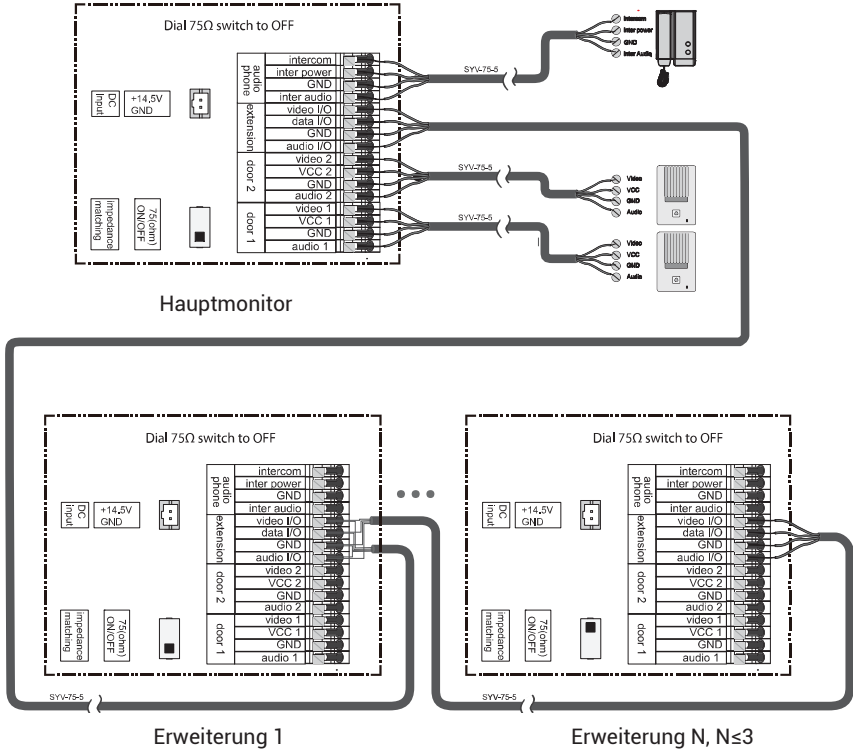 Dial 75Ω switch to OFF
DC Input
+14,5V
GND
impedance matching
75(ohm)
ON/OFF
audio phone
intercom
inter power
GND
inter audio
extension
video I/O
data I/O
GND
audio I/O
door 2
video 2
VCC 2
GND
audio 2
door 1
video 1
VCC 1
GND
audio 1
SYV-75-5
Intercom
Inter power
GND
Inter Audio
SYV-75-5
Video
VCC
GND
Audio
SYV-75-5
Video
VCC
GND
Audio
Hauptmonitor
Dial 75Ω switch to OFF
DC input
+14.5V
GND
impedance matching
75(ohm)
ON/OFF
audio phone
intercom
inter power
GND
inter audio
extension
video I/O
data I/O
GND
audio I/O
door 2
video 2
VCC 2
GND
audio 2
door 1
video 1
VCC 1
GND
audio 1
SYV-75-5
Erweiterung 1
Dial 75Ω switch to OFF
DC input
+14.5V
GND
impedance matching
75(ohm)
ON/OFF
audio phone
intercom
inter power
GND
inter audio
extension
video I/O
data I/O
GND
audio I/O
door 2
video 2
VCC 2
GND
audio 2
door 1
video 1
VCC 1
GND
audio 1
SYV-75-5
Erweiterung N, N≤3